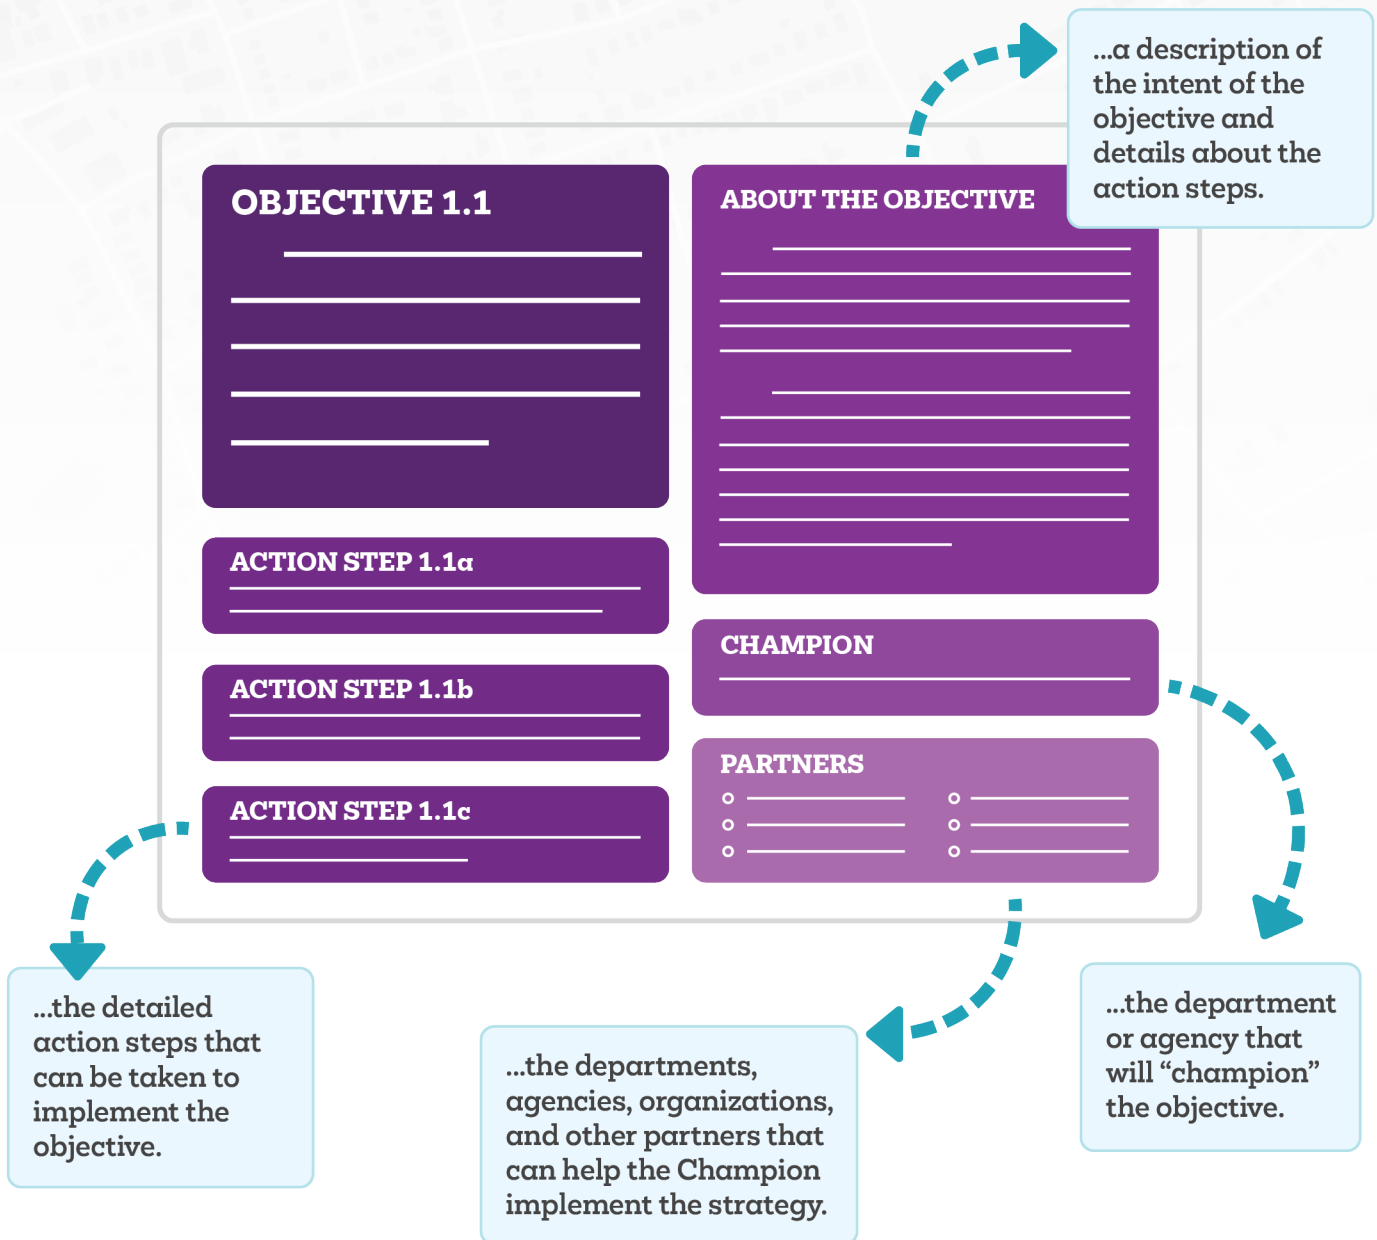 ...a description of
the intent of the
objective and
details about the
action steps.
OBJECTIVE 1.1
ABOUT THE OBJECTIVE
ACTION STEP 1.1a
ACTION STEP 1.1b
ACTION STEP 1.1c
CHAMPION
PARTNERS
...the detailed
action steps that
can be taken to
implement the
objective.
...the departments,
agencies, organizations,
and other partners that
can help the Champion
implement the strategy.
...the department
or agency that
will “champion”
the objective.